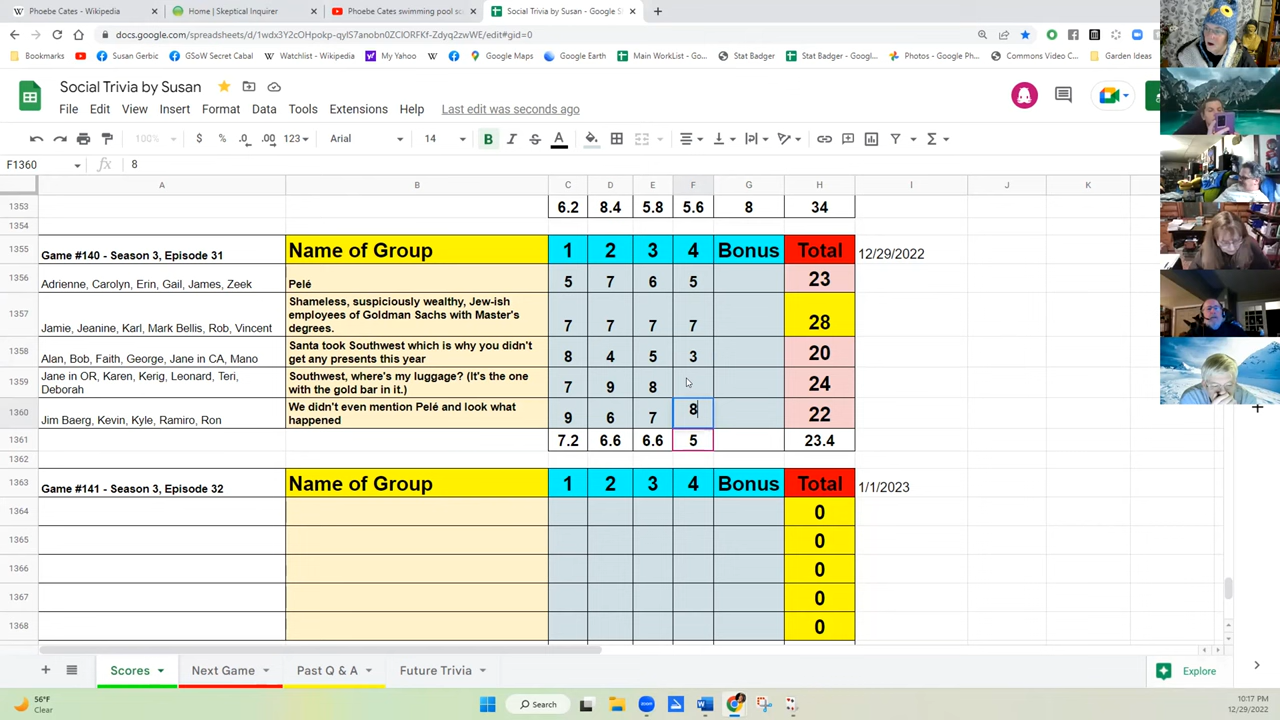 Phoebe Cates - Wikipedia
Home | Skeptical Inquirer
Phoebe Cates swimming pool sc
Social Trivia by Susan - Google S
docs.google.com/spreadsheets/d/1wdx3Y2cOHpokp-qyIS7anobn0ZClORFKf-Zdyq2zwWE/edit#gid=0
Bookmarks
Susan Gerbic
GSoW Secret Cabal
Watchlist - Wikipedia
My Yahoo
Google Maps
Google Earth
Main WorkList - Go...
Stat Badger
Stat Badger - Googl...
Photos - Google Ph...
Commons Video C...
Garden Ideas
Social Trivia by Susan
File Edit View Insert Format Data Tools Extensions Help Last edit was seconds ago
100% $ % .0 .00 123 Arial 14 B I S A
F1360 fx 8
A B C D E F G H I J K
1353 6.2 8.4 5.8 5.6 8 34
1354
1355 Game #140 - Season 3, Episode 31 Name of Group 1 2 3 4 Bonus Total 12/29/2022
1356 Adrienne, Carolyn, Erin, Gail, James, Zeek Pelé 5 7 6 5 23
Shameless, suspiciously wealthy, Jew-ish
employees of Goldman Sachs with Master's
1357 Jamie, Jeanine, Karl, Mark Bellis, Rob, Vincent degrees. 7 7 7 7 28
Santa took Southwest which is why you didn't
1358 Alan, Bob, Faith, George, Jane in CA, Mano get any presents this year 8 4 5 3 20
Jane in OR, Karen, Kerig, Leonard, Teri, Southwest, where's my luggage? (It's the one
1359 Deborah with the gold bar in it.) 7 9 8 24
We didn't even mention Pelé and look what
1360 Jim Baerg, Kevin, Kyle, Ramiro, Ron happened 9 6 7 8 22
1361 7.2 6.6 6.6 5 23.4
1362
1363 Game #141 - Season 3, Episode 32 Name of Group 1 2 3 4 Bonus Total 1/1/2023
1364 0
1365 0
1366 0
1367 0
1368 0
Scores Next Game Past Q & A Future Trivia Explore
56°F
Clear
Search
10:17 PM
12/29/2022